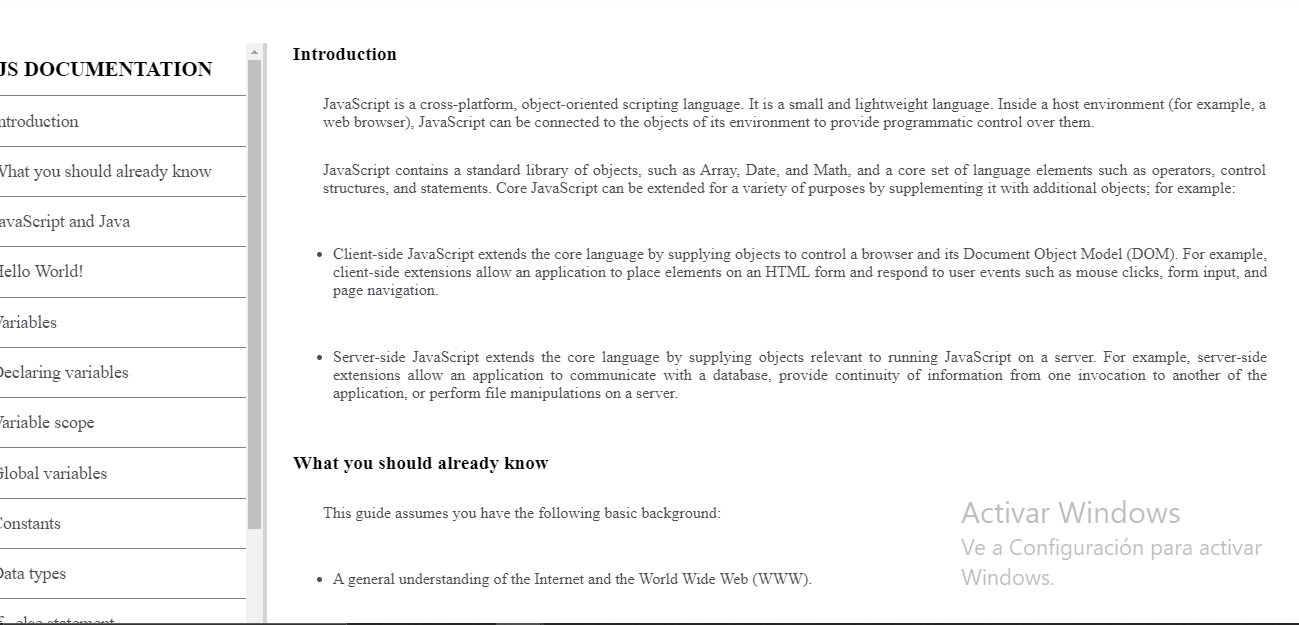 JS DOCUMENTATION
ntroduction
What you should already know
avaScript and Java
Hello World!
Variables
Declaring variables
Variable scope
Global variables
Constants
Data types
Introduction
JavaScript is a cross-platform, object-oriented scripting language. It is a small and lightweight language. Inside a host environment (for example, a
web browser), JavaScript can be connected to the objects of its environment to provide programmatic control over them.
JavaScript contains a standard library of objects, such as Array, Date, and Math, and a core set of language elements such as operators, control
structures, and statements. Core JavaScript can be extended for a variety of purposes by supplementing it with additional objects; for example:
• Client-side JavaScript extends the core language by supplying objects to control a browser and its Document Object Model (DOM). For example,
client-side extensions allow an application to place elements on an HTML form and respond to user events such as mouse clicks, form input, and
page navigation.
• Server-side JavaScript extends the core language by supplying objects relevant to running JavaScript on a server. For example, server-side
extensions allow an application to communicate with a database, provide continuity of information from one invocation to another of the
application, or perform file manipulations on a server.
What you should already know
This guide assumes you have the following basic background:
• A general understanding of the Internet and the World Wide Web (WWW).
Activar Windows
Ve a Configuración para activar
Windows.